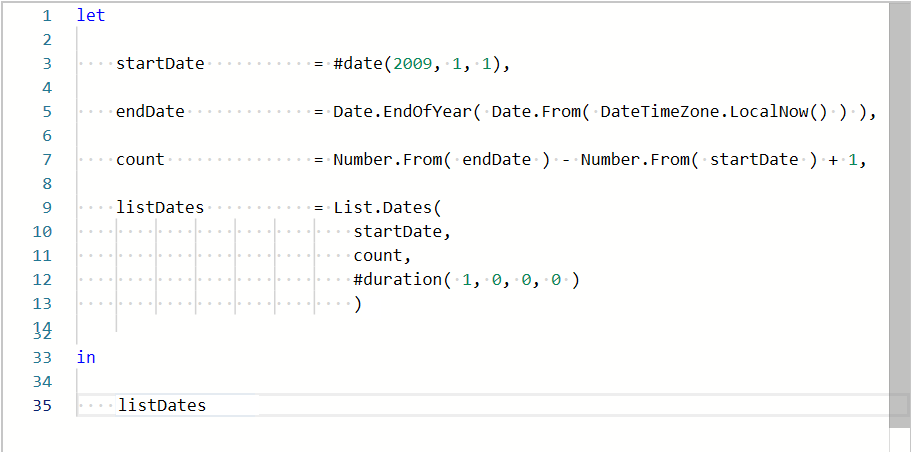 1 let
2
3 startDate = #date(2009, 1, 1),
4
5 endDate = Date.EndOfYear( Date.From( DateTimeZone.LocalNow() ) ),
6
7 count = Number.From( endDate ) - Number.From( startDate ) + 1,
8
9 listDates = List.Dates(
10 startDate,
11 count,
12 #duration( 1, 0, 0, 0 )
13 )
14
32
33 in
34
35 listDates